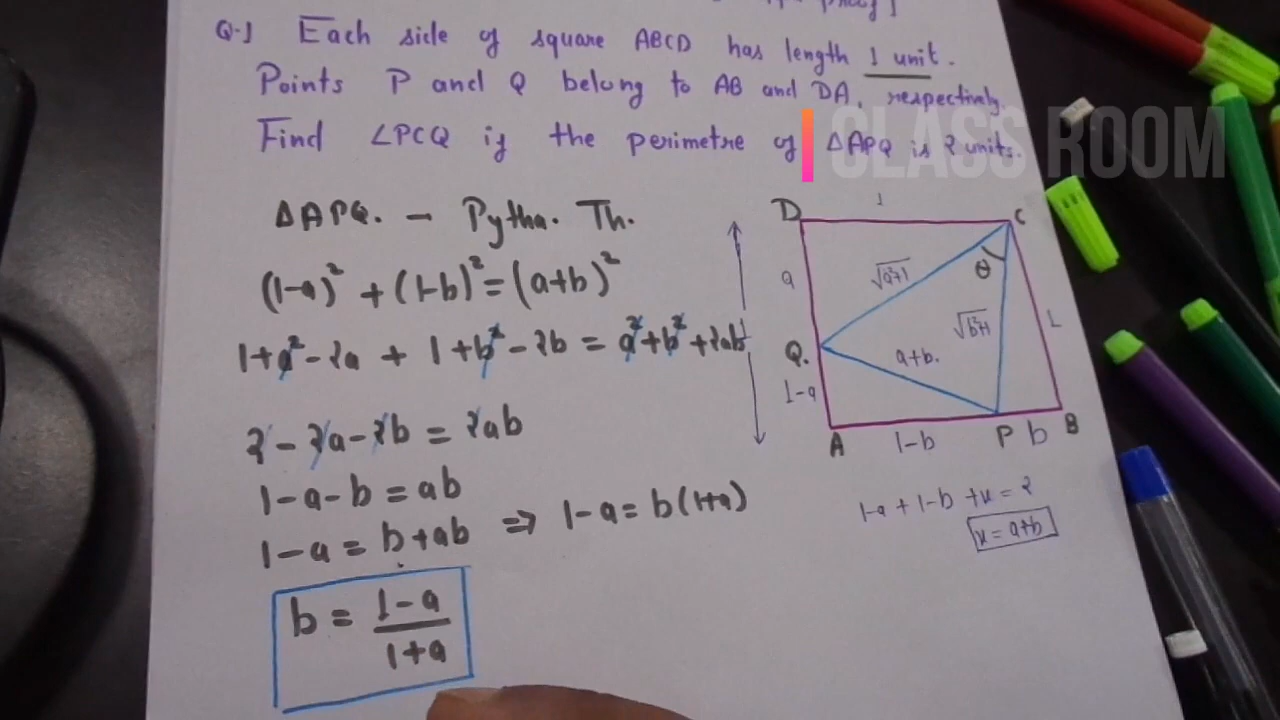 Q.1 Each side of square ABCD has length 1 unit.
Points P and Q belong to AB and DA, respectively.
Find ∠PCQ if the perimetre of ΔAPQ is 2 units.
CLASS ROOM
ΔAPQ. - Pytha. Th.
(1-a)² + (1-b)² = (a+b)²
1+a²-2a + 1+b²-2b = a²+b²+2ab
2-2a-2b = 2ab
1-a-b = ab
1-a = b+ab ⇒ 1-a = b(1+a)
b = 1-a / 1+a
D 1 C
a √a²+1 θ
√b²+1 1
Q. a+b.
1-a
A 1-b P b B
1-a + 1-b + x = 2
x = a+b